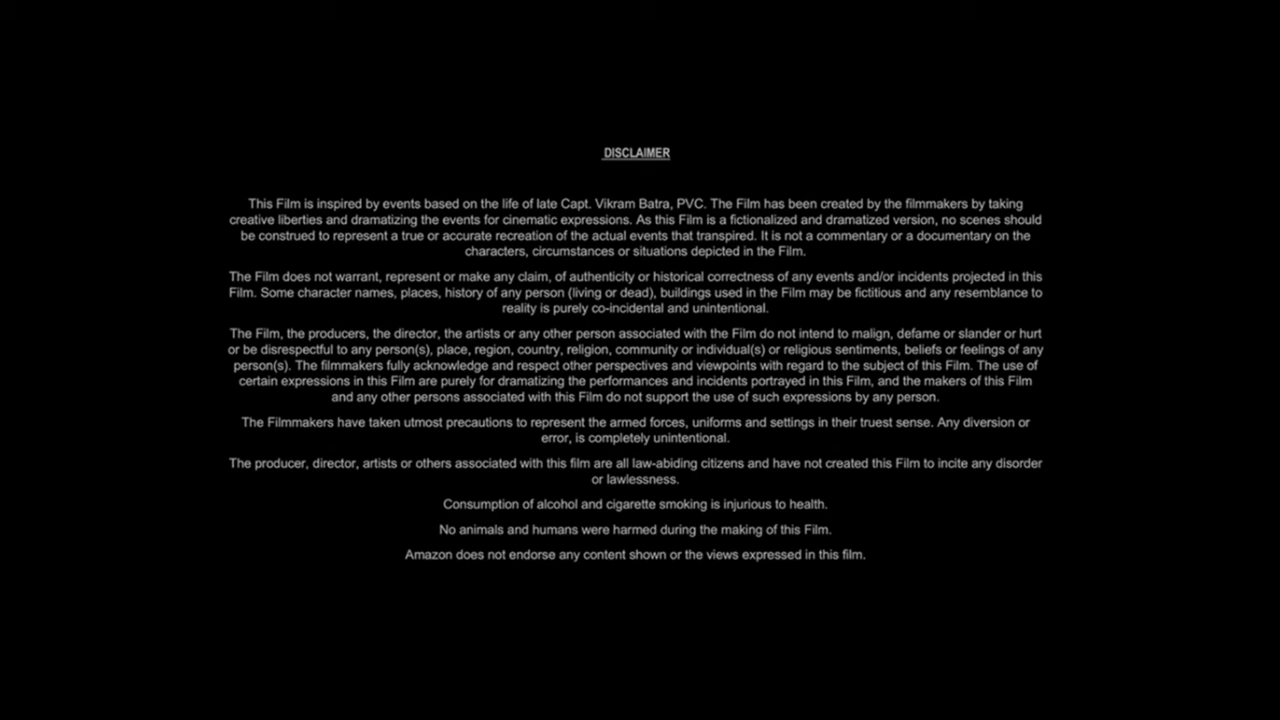 DISCLAIMER
This Film is inspired by events based on the life of late Capt. Vikram Batra, PVC. The Film has been created by the filmmakers by taking
creative liberties and dramatizing the events for cinematic expressions. As this Film is a fictionalized and dramatized version, no scenes should
be construed to represent a true or accurate recreation of the actual events that transpired. It is not a commentary or a documentary on the
characters, circumstances or situations depicted in the Film.
The Film does not warrant, represent or make any claim, of authenticity or historical correctness of any events and/or incidents projected in this
Film. Some character names, places, history of any person (living or dead), buildings used in the Film may be fictitious and any resemblance to
reality is purely co-incidental and unintentional.
The Film, the producers, the director, the artists or any other person associated with the Film do not intend to malign, defame or slander or hurt
or be disrespectful to any person(s), place, region, country, religion, community or individual(s) or religious sentiments, beliefs or feelings of any
person(s). The filmmakers fully acknowledge and respect other perspectives and viewpoints with regard to the subject of this Film. The use of
certain expressions in this Film are purely for dramatizing the performances and incidents portrayed in this Film, and the makers of this Film
and any other persons associated with this Film do not support the use of such expressions by any person.
The Filmmakers have taken utmost precautions to represent the armed forces, uniforms and settings in their truest sense. Any diversion or
error, is completely unintentional.
The producer, director, artists or others associated with this film are all law-abiding citizens and have not created this Film to incite any disorder
or lawlessness.
Consumption of alcohol and cigarette smoking is injurious to health.
No animals and humans were harmed during the making of this Film.
Amazon does not endorse any content shown or the views expressed in this film.